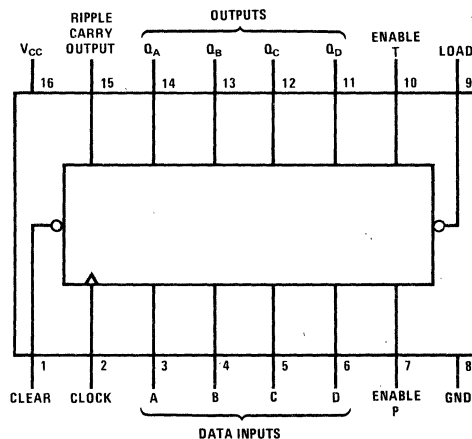 OUTPUTS
RIPPLE
CARRY
OUTPUT
VCC
QA QB QC QD
ENABLE
T
LOAD
16 15 14 13 12 11 10 9
1 2 3 4 5 6 7 8
CLEAR CLOCK A B C D
ENABLE
P
GND
DATA INPUTS